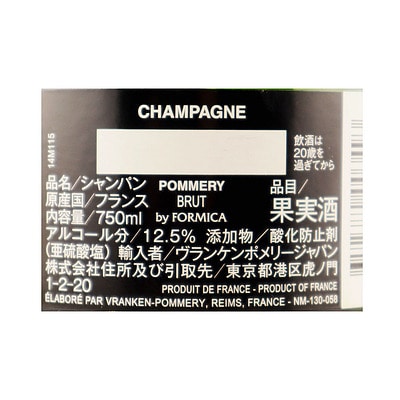 CHAMPAGNE
14M115
飲酒は
20歳を
過ぎてから
品名/シャンパン POMMERY 品目/
原産国/フランス BRUT 果実酒
内容量/750ml by FORMICA
アルコール分/12.5% 添加物/酸化防止剤
(亜硫酸塩) 輸入者/ヴランケンポメリージャパン
株式会社住所及び引取先/東京都港区虎ノ門
1-2-20
PRODUIT DE FRANCE - PRODUCT OF FRANCE
ÉLABORÉ PAR VRANKEN-POMMERY, REIMS, FRANCE - NM-130-058